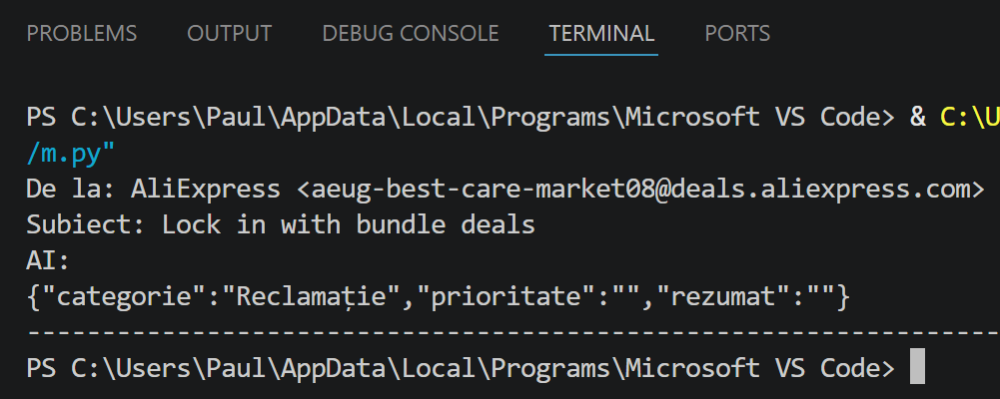 PROBLEMS OUTPUT DEBUG CONSOLE TERMINAL PORTS
PS C:\Users\Paul\AppData\Local\Programs\Microsoft VS Code> & C:\U
/m.py"
De la: AliExpress <aeug-best-care-market08@deals.aliexpress.com>
Subiect: Lock in with bundle deals
AI:
{"categorie":"Reclamație","prioritate":"","rezumat":""}
-----------------------------------------------------------------
PS C:\Users\Paul\AppData\Local\Programs\Microsoft VS Code>